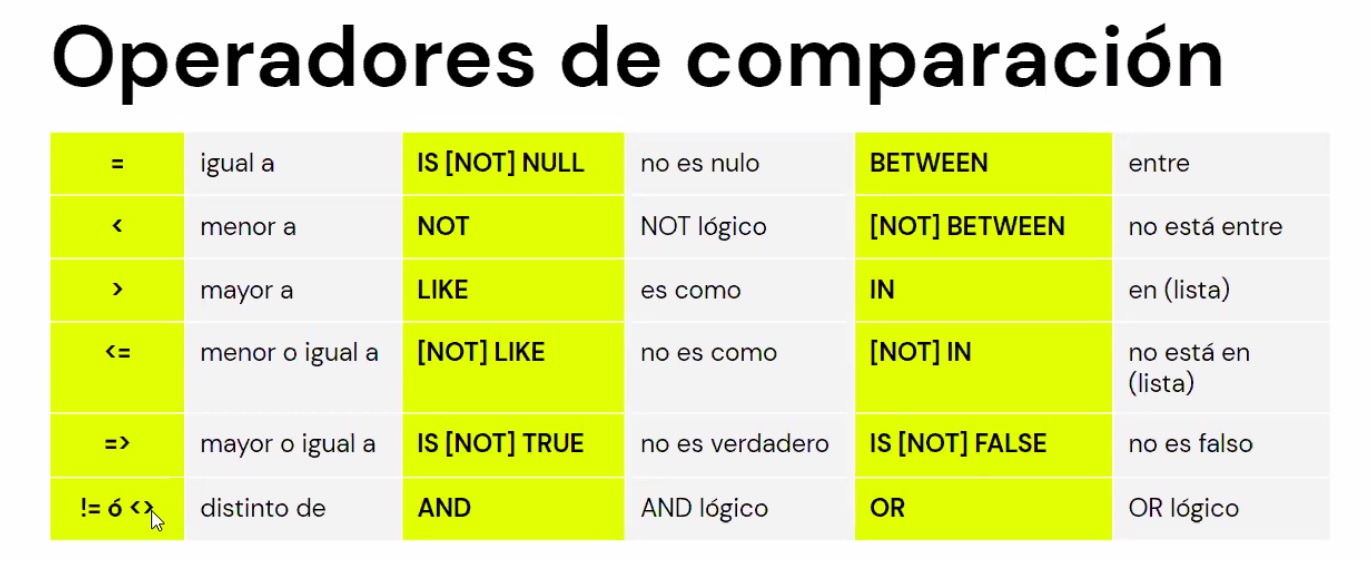 Operadores de comparación
= igual a IS [NOT] NULL no es nulo BETWEEN entre
< menor a NOT NOT lógico [NOT] BETWEEN no está entre
> mayor a LIKE es como IN en (lista)
<= menor o igual a [NOT] LIKE no es como [NOT] IN no está en
(lista)
=> mayor o igual a IS [NOT] TRUE no es verdadero IS [NOT] FALSE no es falso
!= ó <> distinto de AND AND lógico OR OR lógico